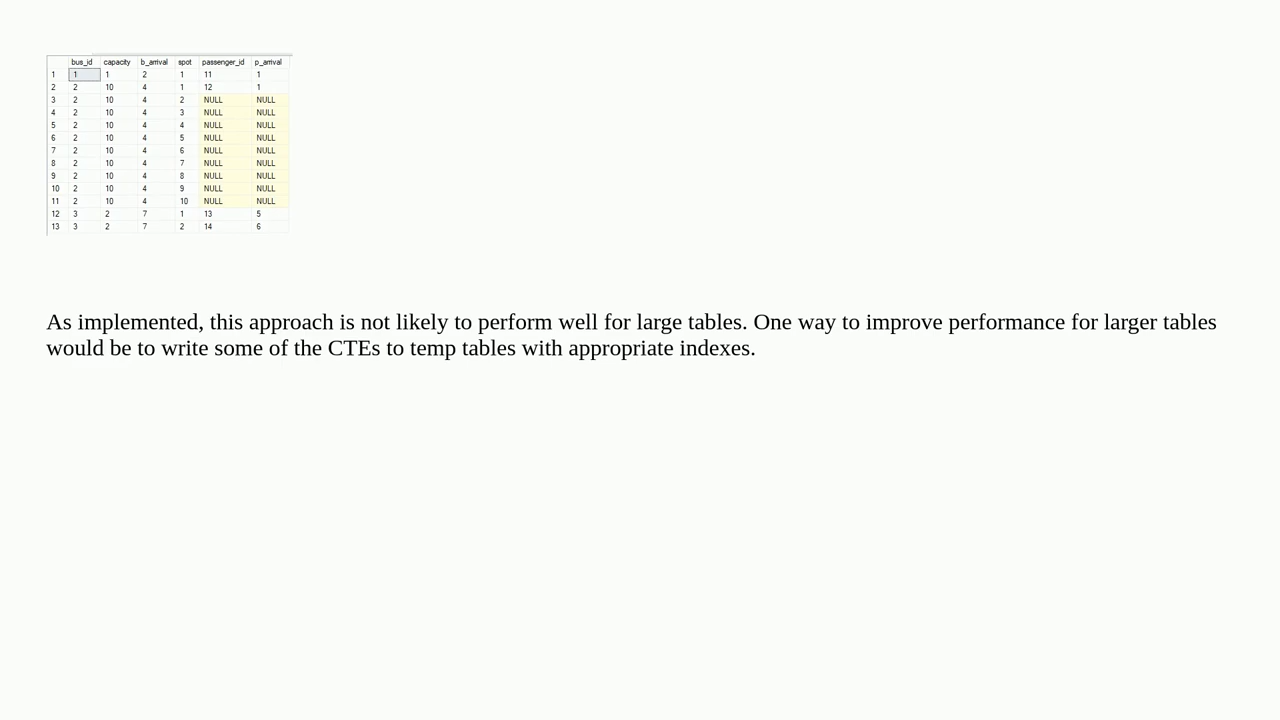 bus_id capacity b_arrival spot passenger_id p_arrival
1 1 1 2 1 11 1
2 2 10 4 1 12 1
3 2 10 4 2 NULL NULL
4 2 10 4 3 NULL NULL
5 2 10 4 4 NULL NULL
6 2 10 4 5 NULL NULL
7 2 10 4 6 NULL NULL
8 2 10 4 7 NULL NULL
9 2 10 4 8 NULL NULL
10 2 10 4 9 NULL NULL
11 2 10 4 10 NULL NULL
12 3 2 7 1 13 5
13 3 2 7 2 14 6
As implemented, this approach is not likely to perform well for large tables. One way to improve performance for larger tables
would be to write some of the CTEs to temp tables with appropriate indexes.